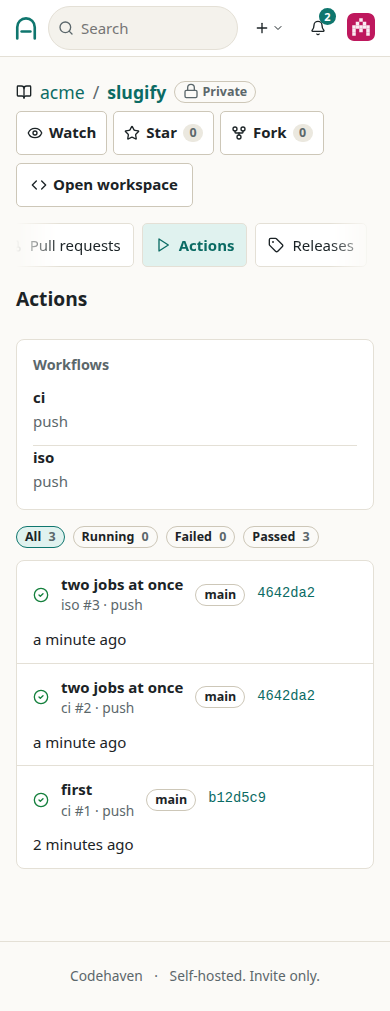 Search
2
acme / slugify Private
Watch Star 0 Fork 0
Open workspace
Pull requests Actions Releases
Actions
Workflows
ci
push
iso
push
All 3 Running 0 Failed 0 Passed 3
two jobs at once main 4642da2
iso #3 · push
a minute ago
two jobs at once main 4642da2
ci #2 · push
a minute ago
first main b12d5c9
ci #1 · push
2 minutes ago
Codehaven · Self-hosted. Invite only.